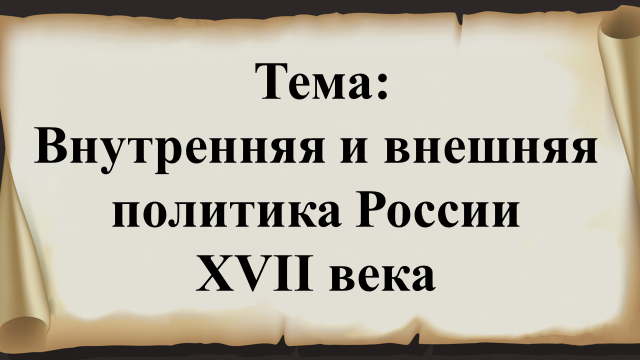 Тема:
Внутренняя и внешняя
политика России
XVII века